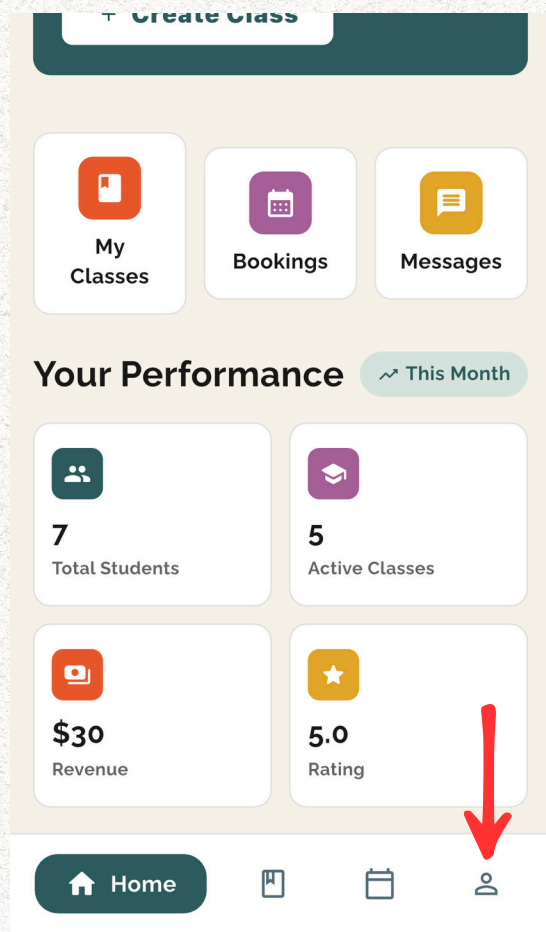 + Create Class
My
Classes
Bookings
Messages
Your Performance
This Month
7
Total Students
5
Active Classes
$30
Revenue
5.0
Rating
Home